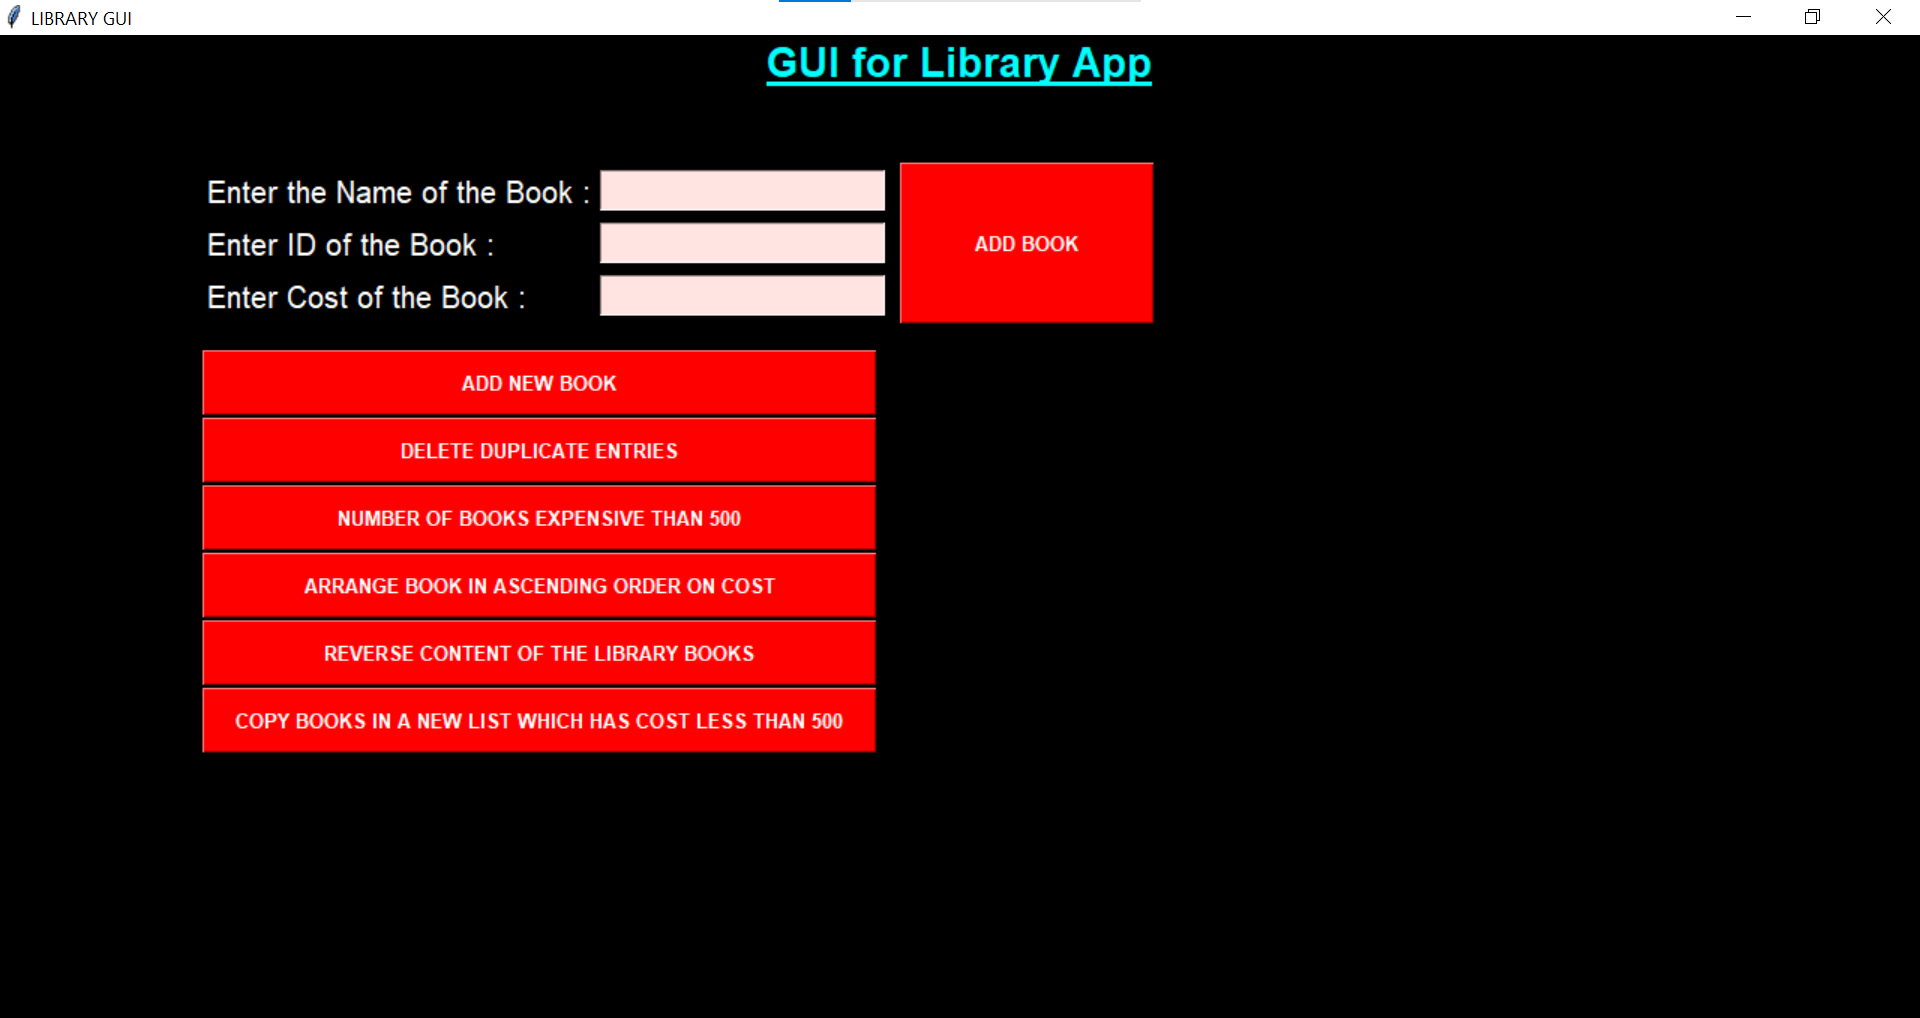 LIBRARY GUI
GUI for Library App
Enter the Name of the Book :
Enter ID of the Book :
Enter Cost of the Book :
ADD BOOK
ADD NEW BOOK
DELETE DUPLICATE ENTRIES
NUMBER OF BOOKS EXPENSIVE THAN 500
ARRANGE BOOK IN ASCENDING ORDER ON COST
REVERSE CONTENT OF THE LIBRARY BOOKS
COPY BOOKS IN A NEW LIST WHICH HAS COST LESS THAN 500